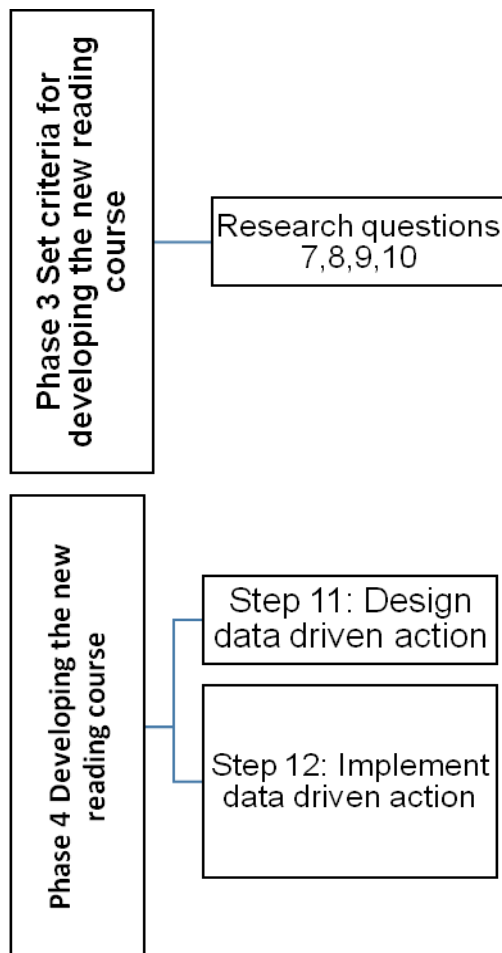 Phase 3 Set criteria for
developing the new reading
course
Research questions
7,8,9,10
Phase 4 Developing the new
reading course
Step 11: Design
data driven action
Step 12: Implement
data driven action